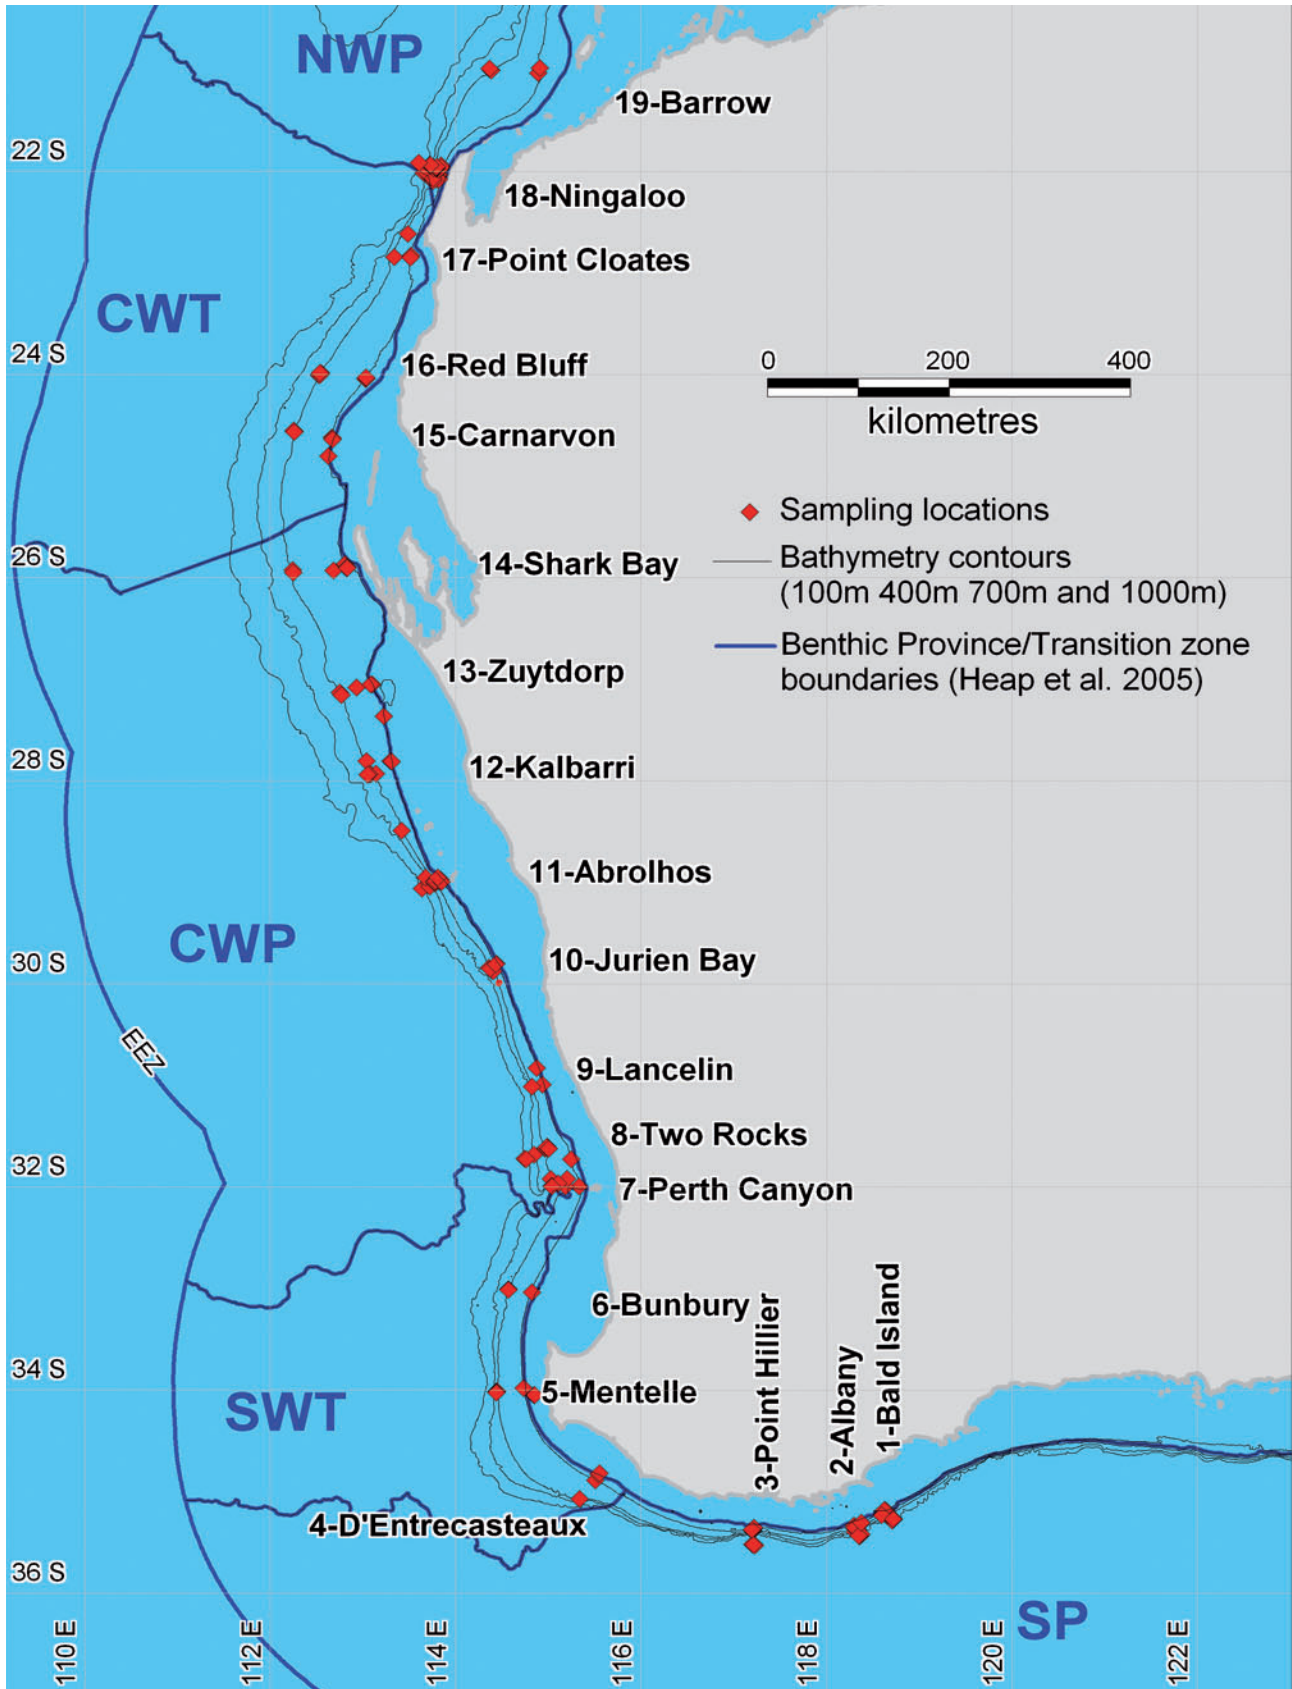 NWP
19-Barrow
22 S
18-Ningaloo
17-Point Cloates
CWT
24 S
16-Red Bluff
0 200 400
kilometres
15-Carnarvon
Sampling locations
26 S
14-Shark Bay
Bathymetry contours
(100m 400m 700m and 1000m)
Benthic Province/Transition zone
boundaries (Heap et al. 2005)
13-Zuytdorp
28 S
12-Kalbarri
11-Abrolhos
CWP
30 S
10-Jurien Bay
EEZ
9-Lancelin
8-Two Rocks
32 S
7-Perth Canyon
6-Bunbury
3-Point Hillier
2-Albany
1-Bald Island
34 S
5-Mentelle
SWT
4-D'Entrecasteaux
36 S
SP
110 E
112 E
114 E
116 E
118 E
120 E
122 E